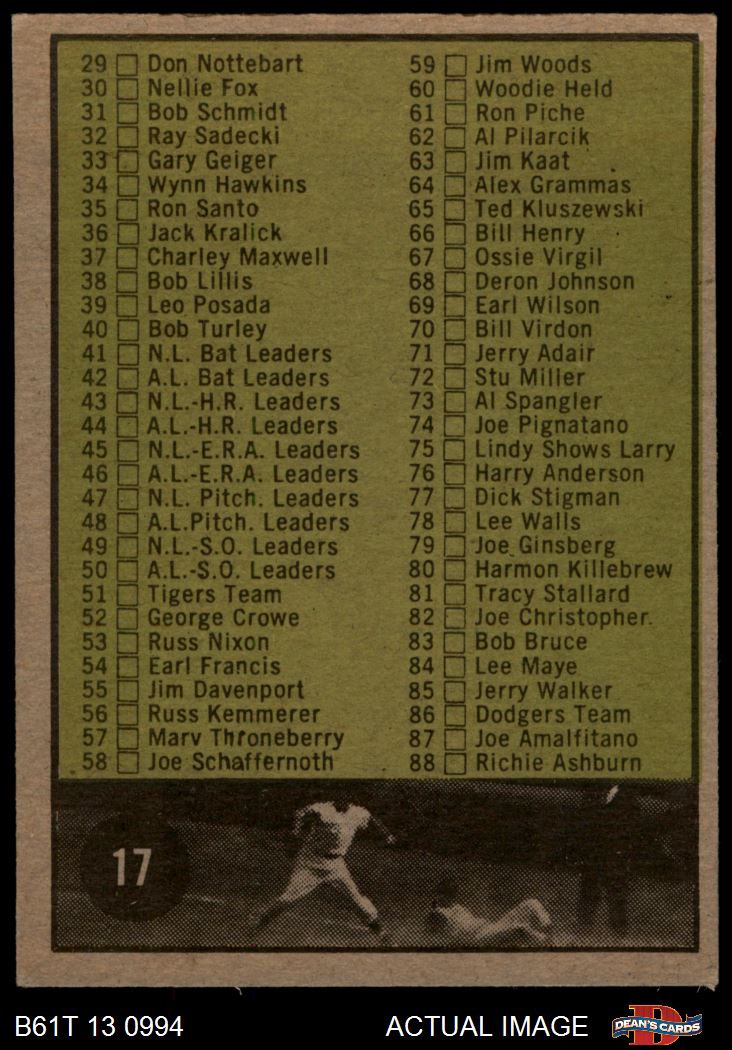 29 Don Nottebart
30 Nellie Fox
31 Bob Schmidt
32 Ray Sadecki
33 Gary Geiger
34 Wynn Hawkins
35 Ron Santo
36 Jack Kralick
37 Charley Maxwell
38 Bob Lillis
39 Leo Posada
40 Bob Turley
41 N.L. Bat Leaders
42 A.L. Bat Leaders
43 N.L.-H.R. Leaders
44 A.L.-H.R. Leaders
45 N.L.-E.R.A. Leaders
46 A.L.-E.R.A. Leaders
47 N.L. Pitch. Leaders
48 A.L.Pitch. Leaders
49 N.L.-S.O. Leaders
50 A.L.-S.O. Leaders
51 Tigers Team
52 George Crowe
53 Russ Nixon
54 Earl Francis
55 Jim Davenport
56 Russ Kemmerer
57 Marv Throneberry
58 Joe Schaffernoth
59 Jim Woods
60 Woodie Held
61 Ron Piche
62 Al Pilarcik
63 Jim Kaat
64 Alex Grammas
65 Ted Kluszewski
66 Bill Henry
67 Ossie Virgil
68 Deron Johnson
69 Earl Wilson
70 Bill Virdon
71 Jerry Adair
72 Stu Miller
73 Al Spangler
74 Joe Pignatano
75 Lindy Shows Larry
76 Harry Anderson
77 Dick Stigman
78 Lee Walls
79 Joe Ginsberg
80 Harmon Killebrew
81 Tracy Stallard
82 Joe Christopher
83 Bob Bruce
84 Lee Maye
85 Jerry Walker
86 Dodgers Team
87 Joe Amalfitano
88 Richie Ashburn
17
B61T 13 0994
ACTUAL IMAGE
D
DEAN'S CARDS